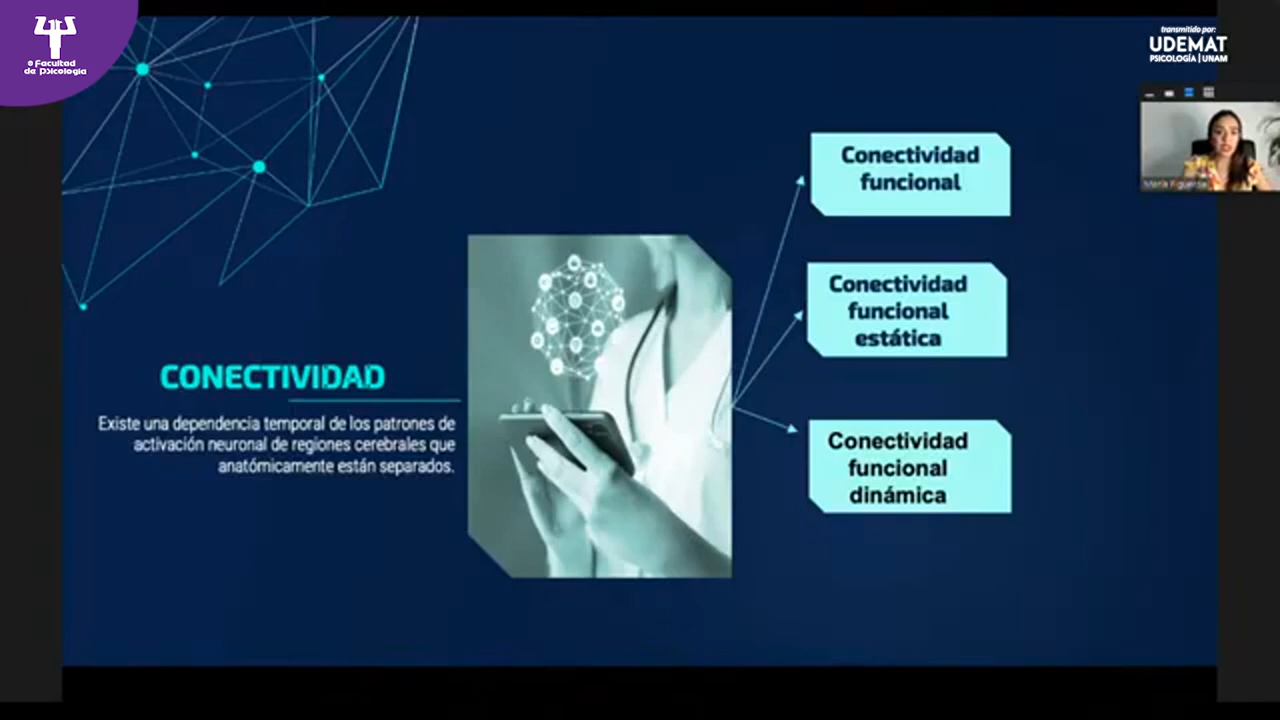 Facultad
de Psicología
transmitido por:
UDEMAT
PSICOLOGÍA | UNAM
Conectividad
funcional
Conectividad
funcional
estática
CONECTIVIDAD
Existe una dependencia temporal de los patrones de
activación neuronal de regiones cerebrales que
anatómicamente están separados.
Conectividad
funcional
dinámica